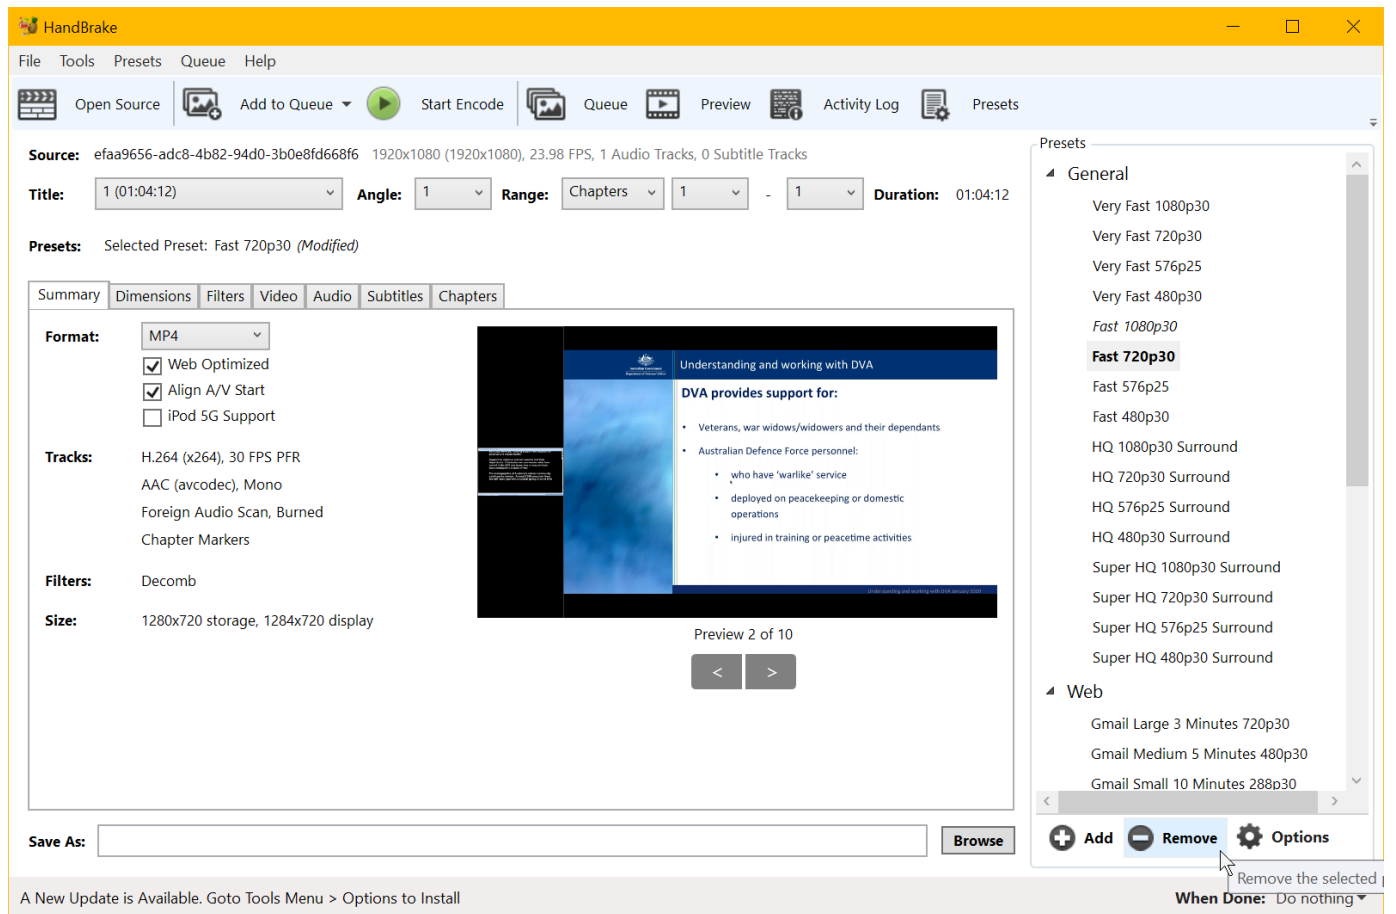 HandBrake
File Tools Presets Queue Help
Open Source Add to Queue Start Encode Queue Preview Activity Log Presets
Source: efaa9656-adc8-4b82-94d0-3b0e8fd668f6 1920x1080 (1920x1080), 23.98 FPS, 1 Audio Tracks, 0 Subtitle Tracks
Title: 1 (01:04:12) Angle: 1 Range: Chapters 1 - 1 Duration: 01:04:12
Presets: Selected Preset: Fast 720p30 (Modified)
Summary Dimensions Filters Video Audio Subtitles Chapters
Format: MP4
Web Optimized
Align A/V Start
iPod 5G Support
Tracks: H.264 (x264), 30 FPS PFR
AAC (avcodec), Mono
Foreign Audio Scan, Burned
Chapter Markers
Filters: Decomb
Size: 1280x720 storage, 1284x720 display
Understanding and working with DVA
DVA provides support for:
• Veterans, war widows/widowers and their dependants
• Australian Defence Force personnel:
• who have ‘warlike’ service
• deployed on peacekeeping or domestic
operations
• injured in training or peacetime activities
Understanding and working with DVA January 2020
Preview 2 of 10
< >
Save As: Browse
Presets
General
Very Fast 1080p30
Very Fast 720p30
Very Fast 576p25
Very Fast 480p30
Fast 1080p30
Fast 720p30
Fast 576p25
Fast 480p30
HQ 1080p30 Surround
HQ 720p30 Surround
HQ 576p25 Surround
HQ 480p30 Surround
Super HQ 1080p30 Surround
Super HQ 720p30 Surround
Super HQ 576p25 Surround
Super HQ 480p30 Surround
Web
Gmail Large 3 Minutes 720p30
Gmail Medium 5 Minutes 480p30
Gmail Small 10 Minutes 288p30
Add Remove Options
Remove the selected
A New Update is Available. Goto Tools Menu > Options to Install
When Done: Do nothing